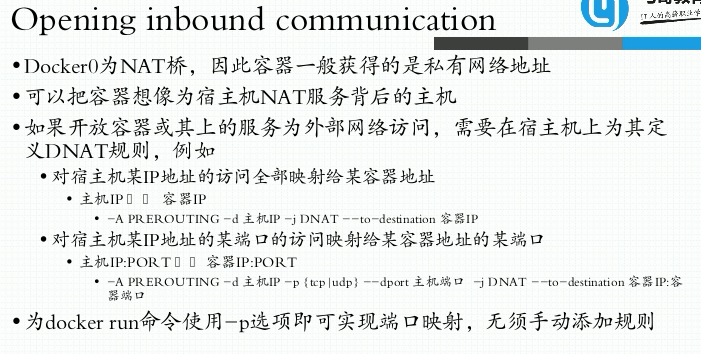 Opening inbound communication
IT人的高薪职业学
•Docker0为NAT桥，因此容器一般获得的是私有网络地址
•可以把容器想像为宿主机NAT服务背后的主机
•如果开放容器或其上的服务为外部网络访问，需要在宿主机上为其定
义DNAT规则，例如
•对宿主机某IP地址的访问全部映射给某容器地址
•主机IP 容器IP
•-A PREROUTING -d 主机IP -j DNAT --to-destination 容器IP
•对宿主机某IP地址的某端口的访问映射给某容器地址的某端口
•主机IP:PORT 容器IP:PORT
•-A PREROUTING -d 主机IP -p {tcp|udp} --dport 主机端口 -j DNAT --to-destination 容器IP:容
器端口
•为docker run命令使用-p选项即可实现端口映射，无须手动添加规则